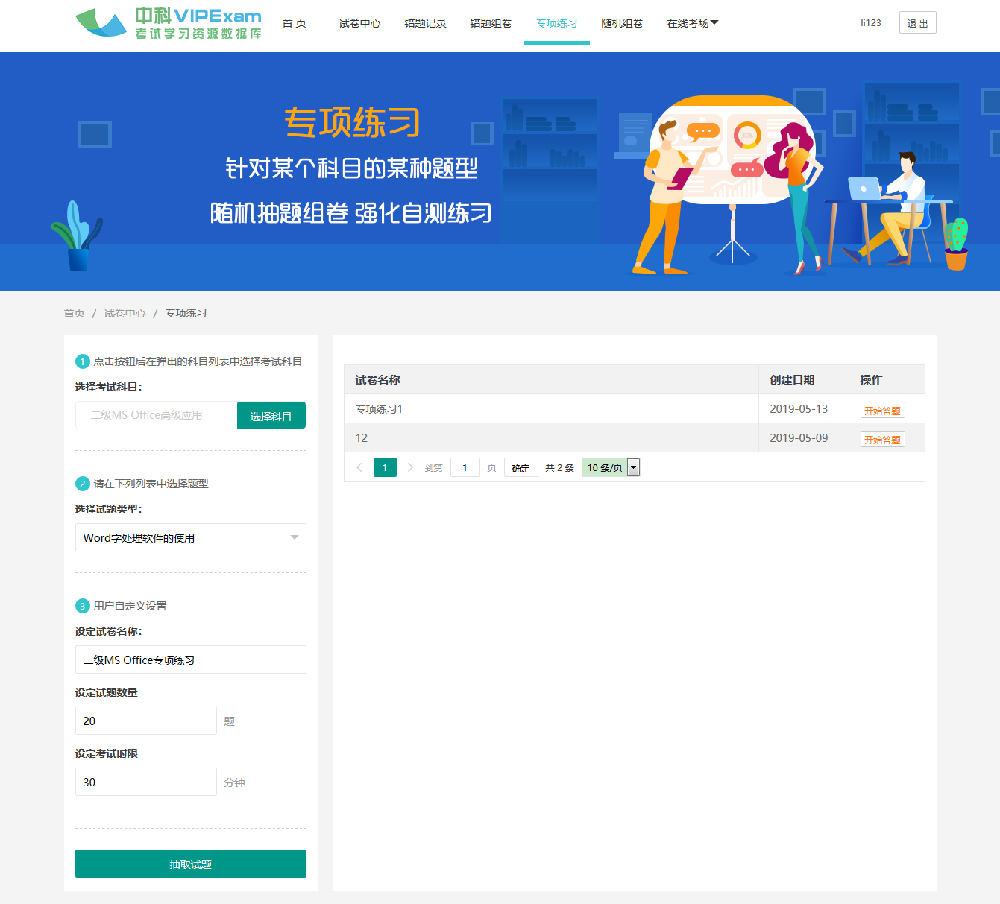 中科VIPExam
考试学习资源数据库
首 页 试卷中心 错题记录 错题组卷 专项练习 随机组卷 在线考场
li123 退 出
专项练习
针对某个科目的某种题型
随机抽题组卷 强化自测练习
30%
首页 / 试卷中心 / 专项练习
1 点击按钮后在弹出的科目列表中选择考试科目
选择考试科目：
二级MS Office高级应用 选择科目
2 请在下列列表中选择题型
选择试题类型：
Word字处理软件的使用
3 用户自定义设置
设定试卷名称：
二级MS Office专项练习
设定试题数量
20 题
设定考试时限
30 分钟
抽取试题
试卷名称 创建日期 操作
专项练习1 2019-05-13 开始答题
12 2019-05-09 开始答题
1 到第 1 页 确定 共 2 条 10 条/页